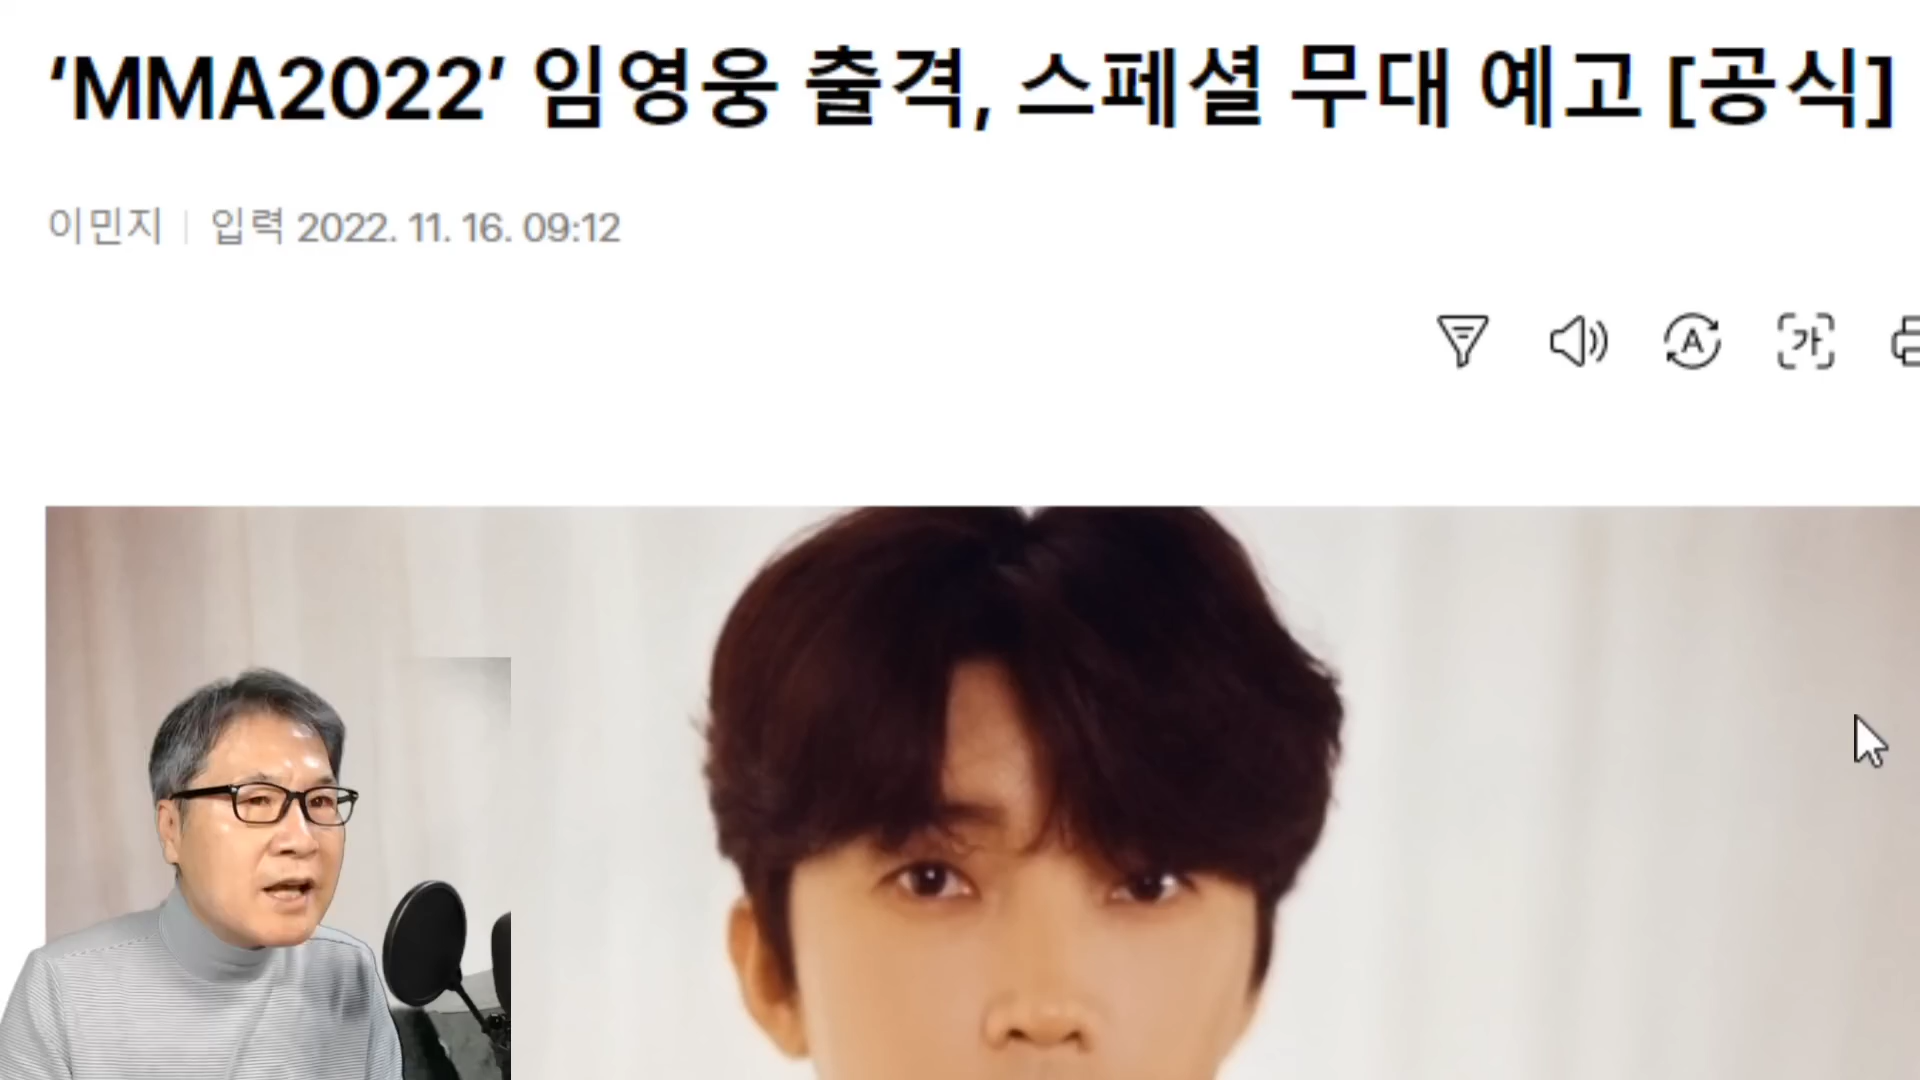 ‘MMA2022’ 임영웅 출격, 스페셜 무대 예고 [공식]
이민지 입력 2022. 11. 16. 09:12
A 가